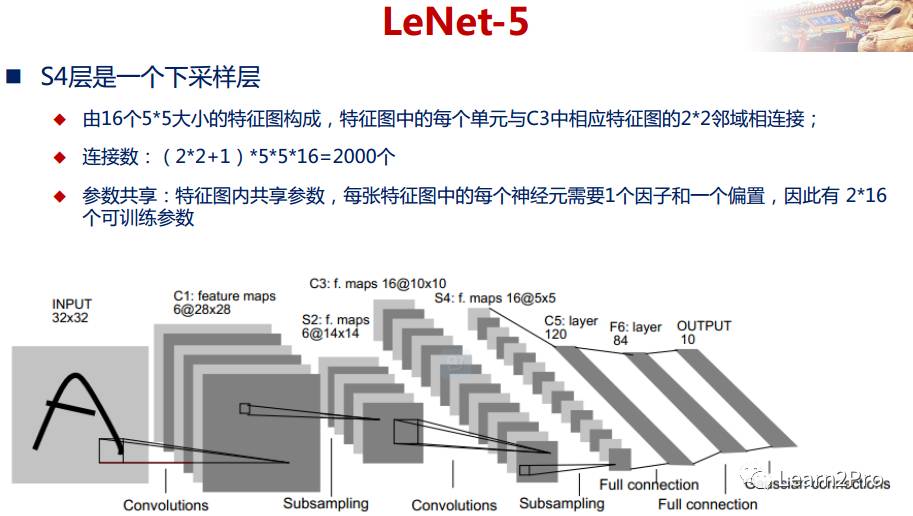 LeNet-5
S4层是一个下采样层
由16个5*5大小的特征图构成，特征图中的每个单元与C3中相应特征图的2*2邻域相连接；
连接数：（2*2+1）*5*5*16=2000个
参数共享：特征图内共享参数，每张特征图中的每个神经元需要1个因子和一个偏置，因此有 2*16
个可训练参数
C3: f. maps 16@10x10
C1: feature maps
6@28x28
S4: f. maps 16@5x5
INPUT
32x32
S2: f. maps
6@14x14
C5: layer
120
F6: layer
84
OUTPUT
10
Convolutions
Subsampling
Convolutions
Subsampling
Full connection
Full connection
Gaussian connections
Learn2Pro